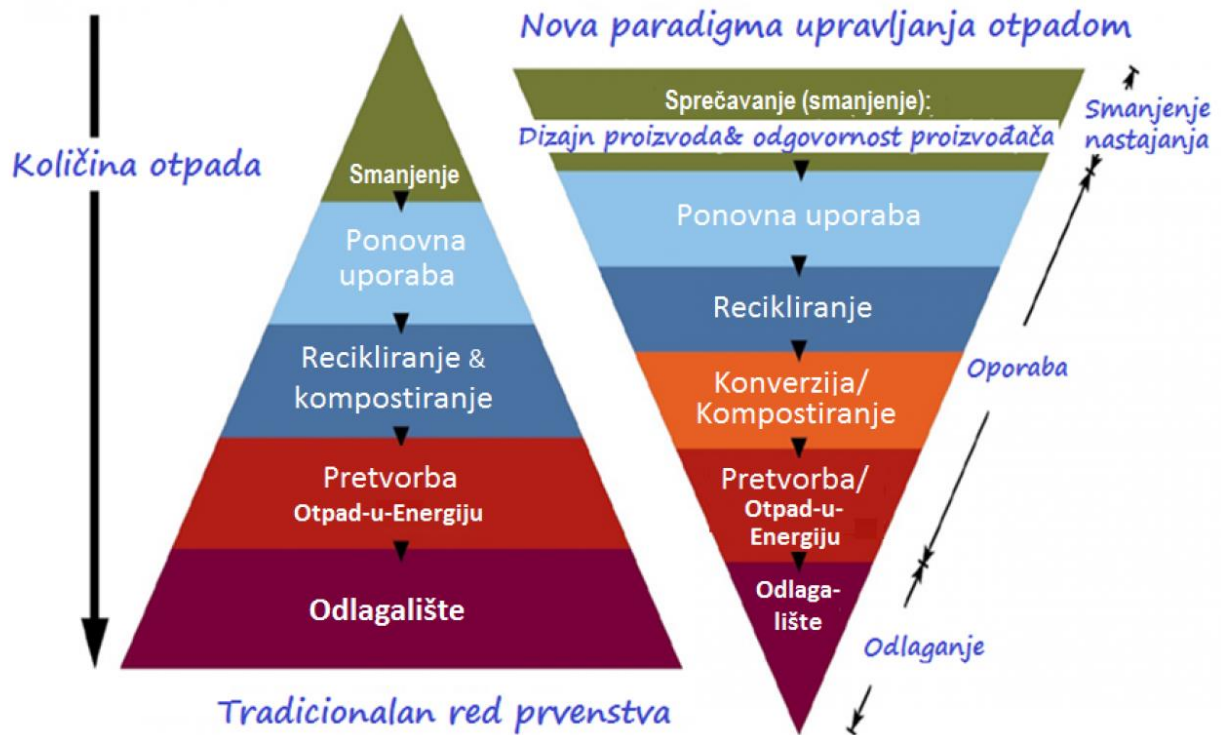 Nova paradigma upravljanja otpadom
Količina otpada
Smanjenje
Ponovna
uporaba
Recikliranje &
kompostiranje
Pretvorba
Otpad-u-Energiju
Odlagalište
Tradicionalan red prvenstva
Sprečavanje (smanjenje):
Dizajn proizvoda& odgovornost proizvođača
Ponovna uporaba
Recikliranje
Konverzija/
Kompostiranje
Pretvorba/
Otpad-u-
Energiju
Odlaga-
lište
Smanjenje
nastajanja
Oporaba
Odlaganje